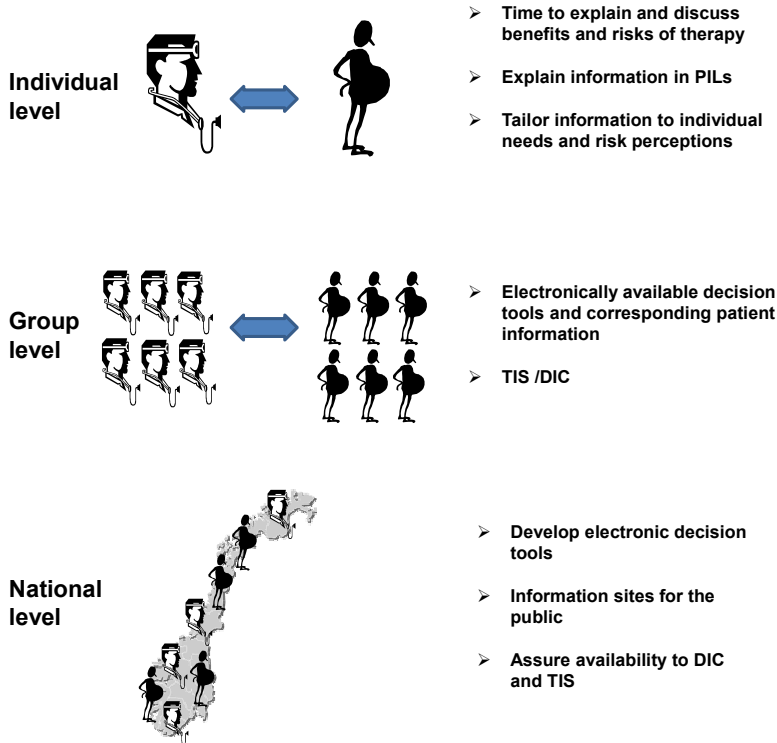 Individual
level
➢ Time to explain and discuss
benefits and risks of therapy
➢ Explain information in PILs
➢ Tailor information to individual
needs and risk perceptions
Group
level
➢ Electronically available decision
tools and corresponding patient
information
➢ TIS /DIC
National
level
➢ Develop electronic decision
tools
➢ Information sites for the
public
➢ Assure availability to DIC
and TIS